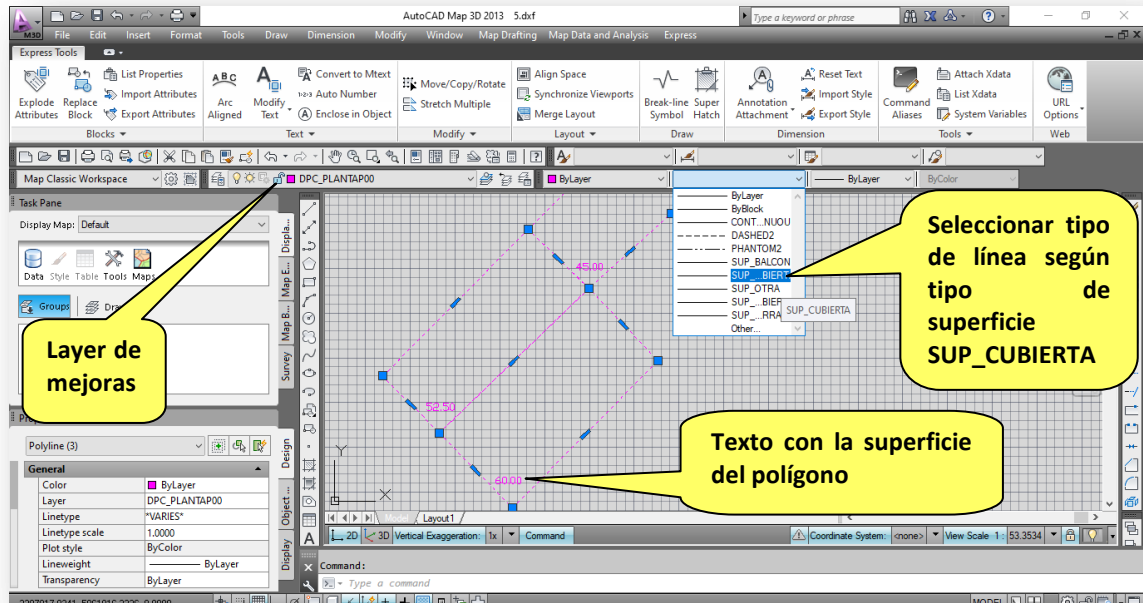 AutoCAD Map 3D 2013 5.dxf
Type a keyword or phrase
M3D File Edit Insert Format Tools Draw Dimension Modify Window Map Drafting Map Data and Analysis Express
Express Tools
Explode Attributes
Replace Block
List Properties
Import Attributes
Export Attributes
Arc Aligned
Modify Text
Convert to Mtext
Auto Number
Enclose in Object
Move/Copy/Rotate
Stretch Multiple
Align Space
Synchronize Viewports
Merge Layout
Break-line Symbol
Super Hatch
Annotation Attachment
Reset Text
Import Style
Export Style
Command Aliases
Attach Xdata
List Xdata
System Variables
URL Options
Blocks Text Modify Layout Draw Dimension Tools Web
Map Classic Workspace
DPC_PLANTAP00
ByLayer
ByLayer
ByColor
Task Pane
Display Map: Default
Data Style Table Tools Maps
Groups
Displa...
Map E...
Map B...
Survey
ByLayer
ByBlock
CONT...NUOU
DASHED2
PHANTOM2
SUP_BALCON
SUP_...BIERT
SUP_OTRA
SUP_...BIER
SUP_...RRA
Other...
SUP_CUBIERTA
Seleccionar tipo
de línea según
tipo de
superficie
SUP_CUBIERTA
Layer de
mejoras
45.00
52.50
60.00
Texto con la superficie
del polígono
Polyline (3)
General
Color ByLayer
Layer DPC_PLANTAP00
Linetype *VARIES*
Linetype scale 1.0000
Plot style ByColor
Lineweight ByLayer
Transparency ByLayer
Design
Object ...
Display
Y
X
Model Layout1
2D 3D Vertical Exaggeration: 1x Command
Coordinate System: <none> View Scale 1 : 53.3534
Command:
Type a command
MODEL